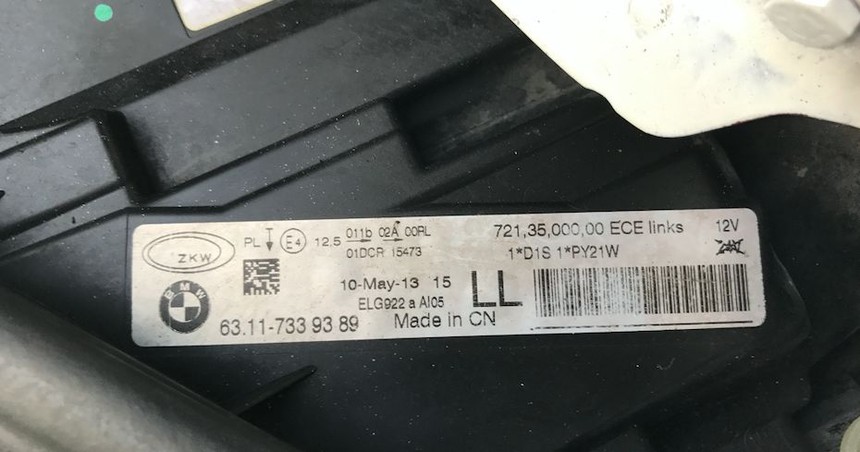 ZKW
PL E4 12.5 011b 02A 00RL
01DCR 15473
721,35,000,00 ECE links 12V
1*D1S 1*PY21W
10-May-13 15
ELG922 a AI05
LL
BMW
63.11-733 93 89 Made in CN